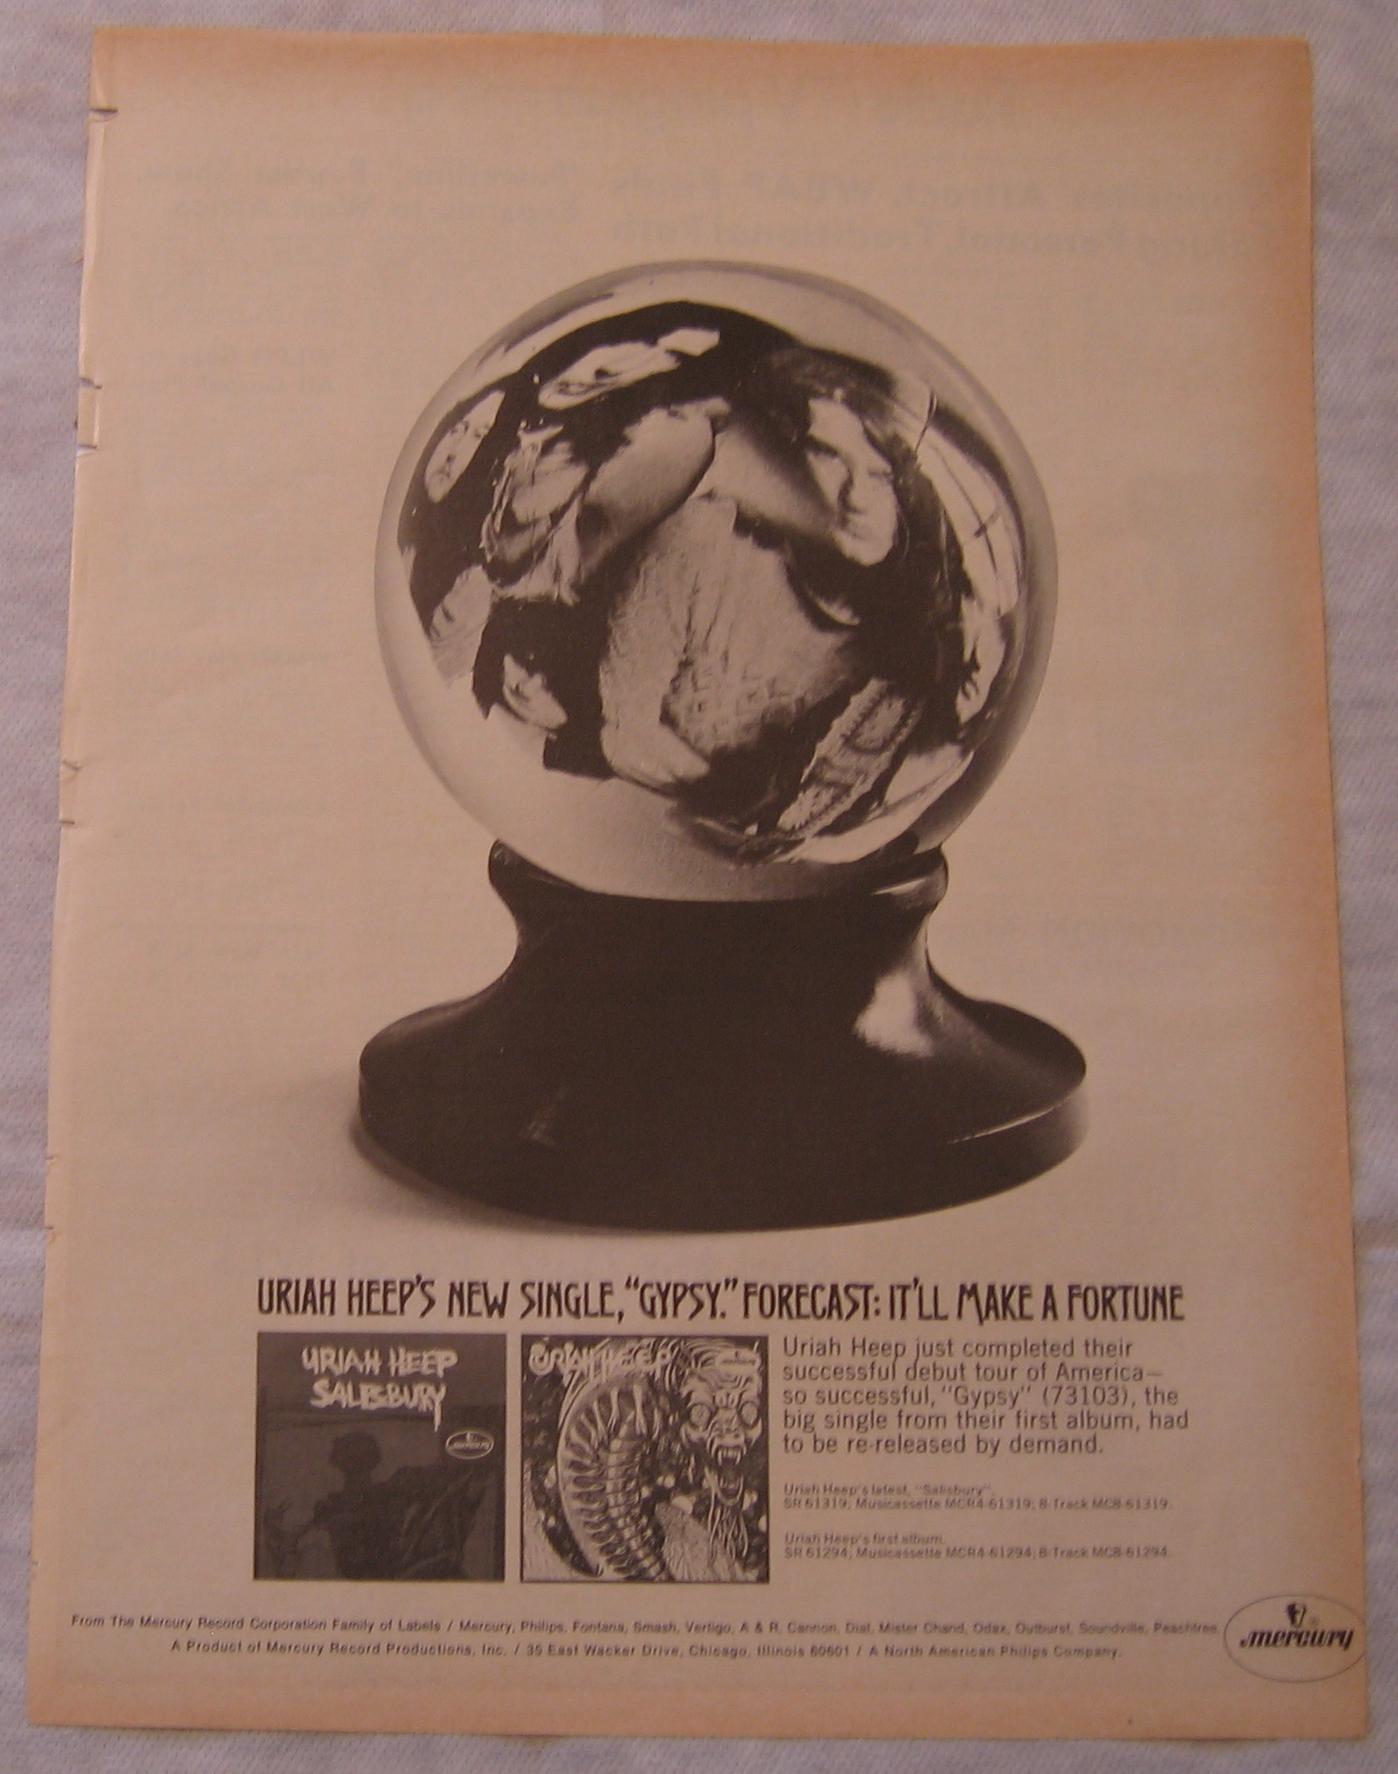 URIAH HEEP'S NEW SINGLE, "GYPSY." FORECAST: IT'LL MAKE A FORTUNE
URIAH HEEP
SALISBURY
mercury
URIAH HEEP
Uriah Heep just completed their
successful debut tour of America—
so successful, "Gypsy" (73103), the
big single from their first album, had
to be re-released by demand.
Uriah Heep's latest, "Salisbury".
SR 61319; Musicassette MCR4-61319; 8-Track MC8-61319.
Uriah Heep's first album.
SR 61294; Musicassette MCR4-61294; 8-Track MC8-61294.
From The Mercury Record Corporation Family of Labels / Mercury, Philips, Fontana, Smash, Vertigo, A & R, Cannon, Dial, Mister Chand, Odax, Outburst, Soundville, Peachtree.
A Product of Mercury Record Productions, Inc. / 35 East Wacker Drive, Chicago, Illinois 60601 / A North American Philips Company.
mercury